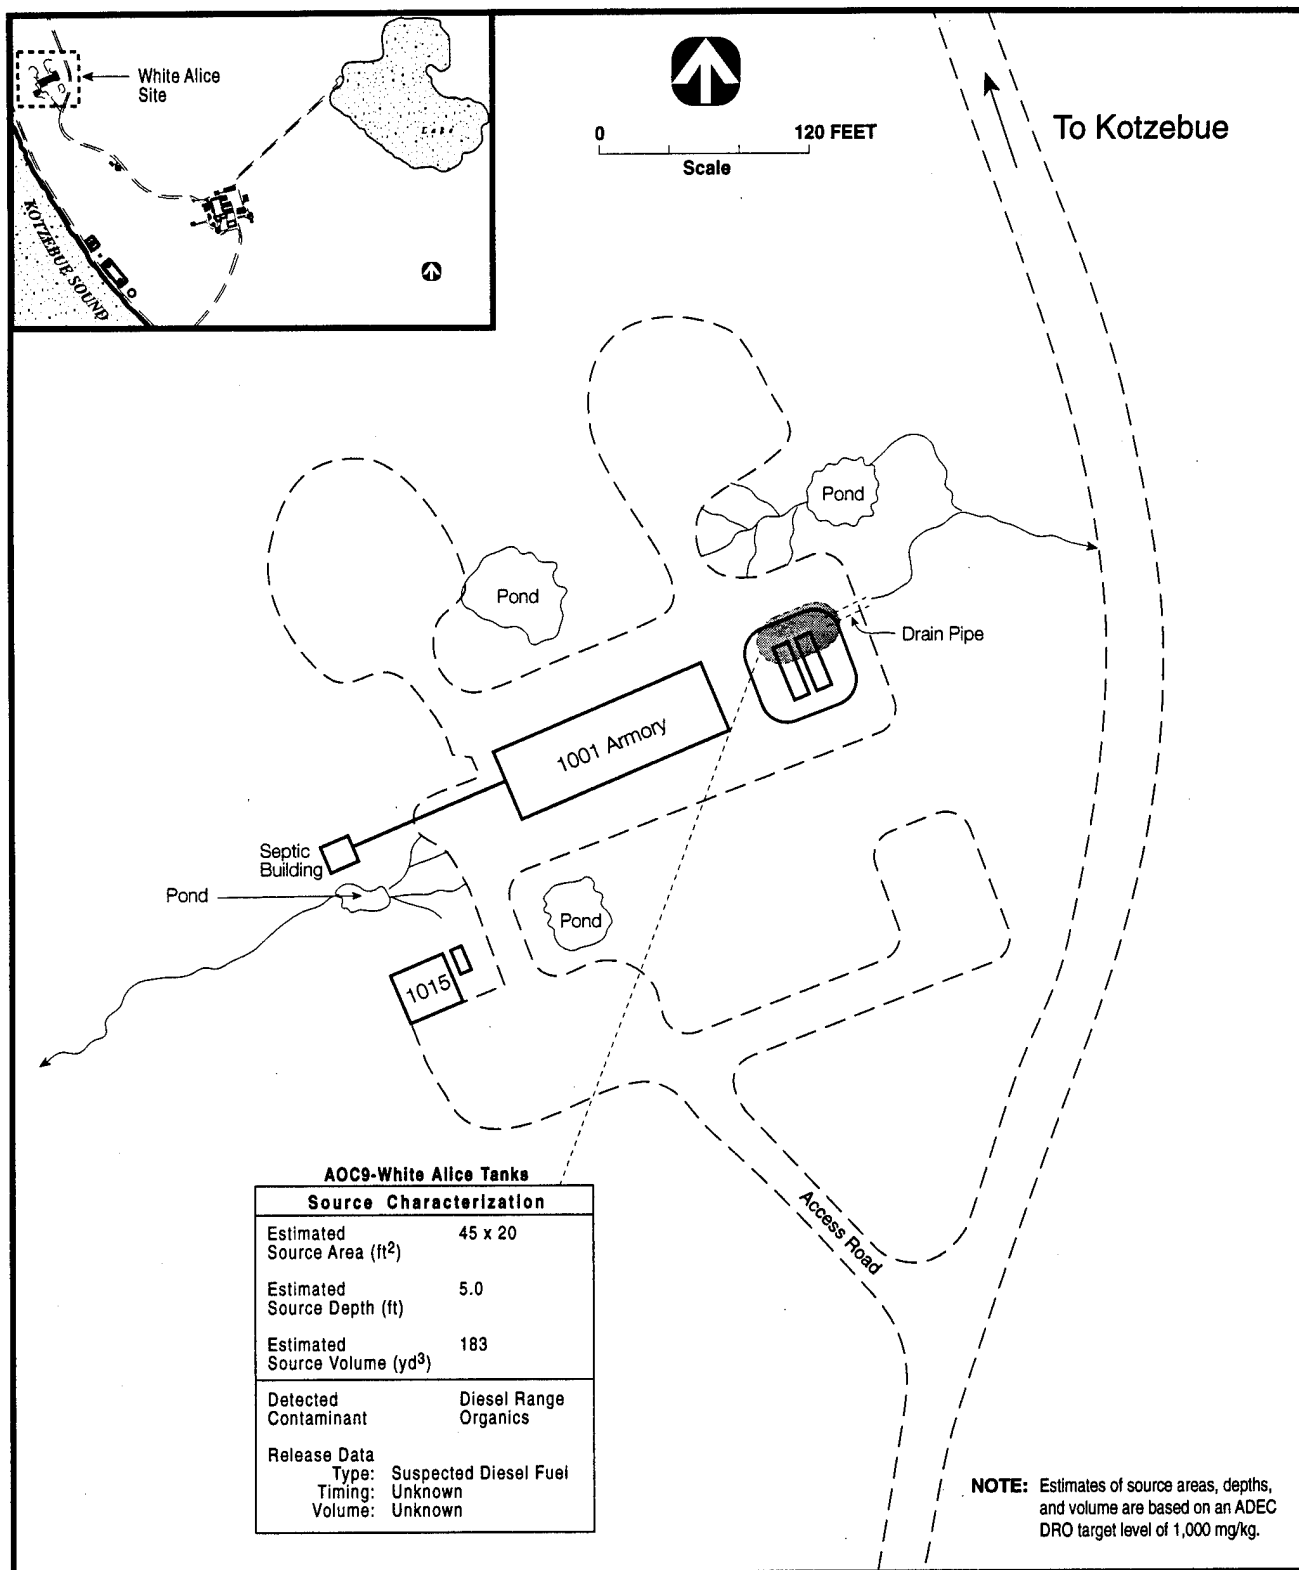 White Alice
Site
Lake
KOTZEBUE SOUND
0 120 FEET
Scale
To Kotzebue
Pond
Pond
Drain Pipe
1001 Armory
Septic
Building
Pond
Pond
1015
Access Road
AOC9-White Alice Tanks
Source Characterization
Estimated 45 x 20
Source Area (ft²)
Estimated 5.0
Source Depth (ft)
Estimated 183
Source Volume (yd³)
Detected Diesel Range
Contaminant Organics
Release Data
Type: Suspected Diesel Fuel
Timing: Unknown
Volume: Unknown
NOTE: Estimates of source areas, depths,
and volume are based on an ADEC
DRO target level of 1,000 mg/kg.